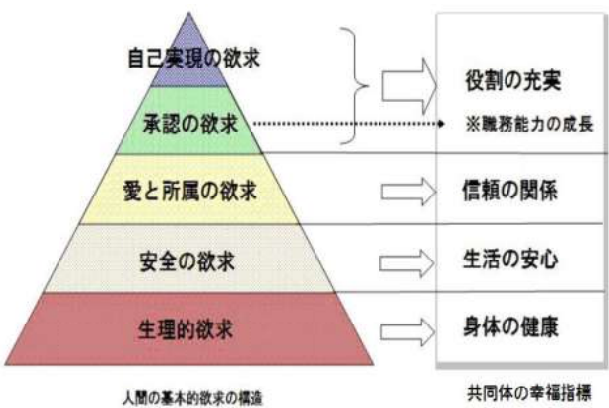 自己実現の欲求
役割の充実
承認の欲求
※職務能力の成長
愛と所属の欲求
信頼の関係
安全の欲求
生活の安心
生理的欲求
身体の健康
人間の基本的欲求の構造
共同体の幸福指標